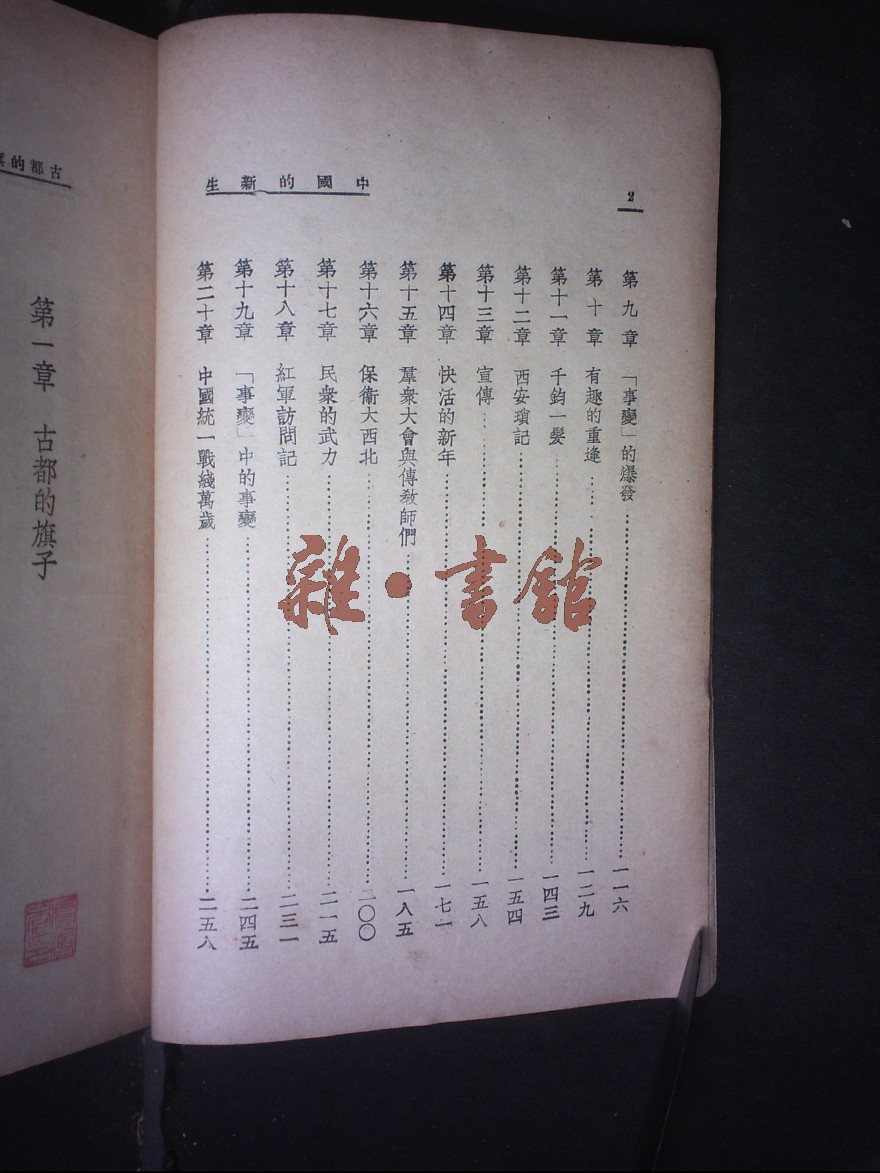 中國的新生
2
第九章 「事變」的爆發……一一六
第十章 有趣的重逢……一二九
第十一章 千鈞一髮……一四三
第十二章 西安瑣記……一五四
第十三章 宣傳……一五八
第十四章 快活的新年……一七一
第十五章 羣衆大會與傳敎師們……一八五
第十六章 保衞大西北……二〇〇
第十七章 民衆的武力……二一五
第十八章 紅軍訪問記……二三一
第十九章 「事變」中的事變……二四五
第二十章 中國統一戰綫萬歲……二五八
古都的
第一章 古都的旗子
雜·書館